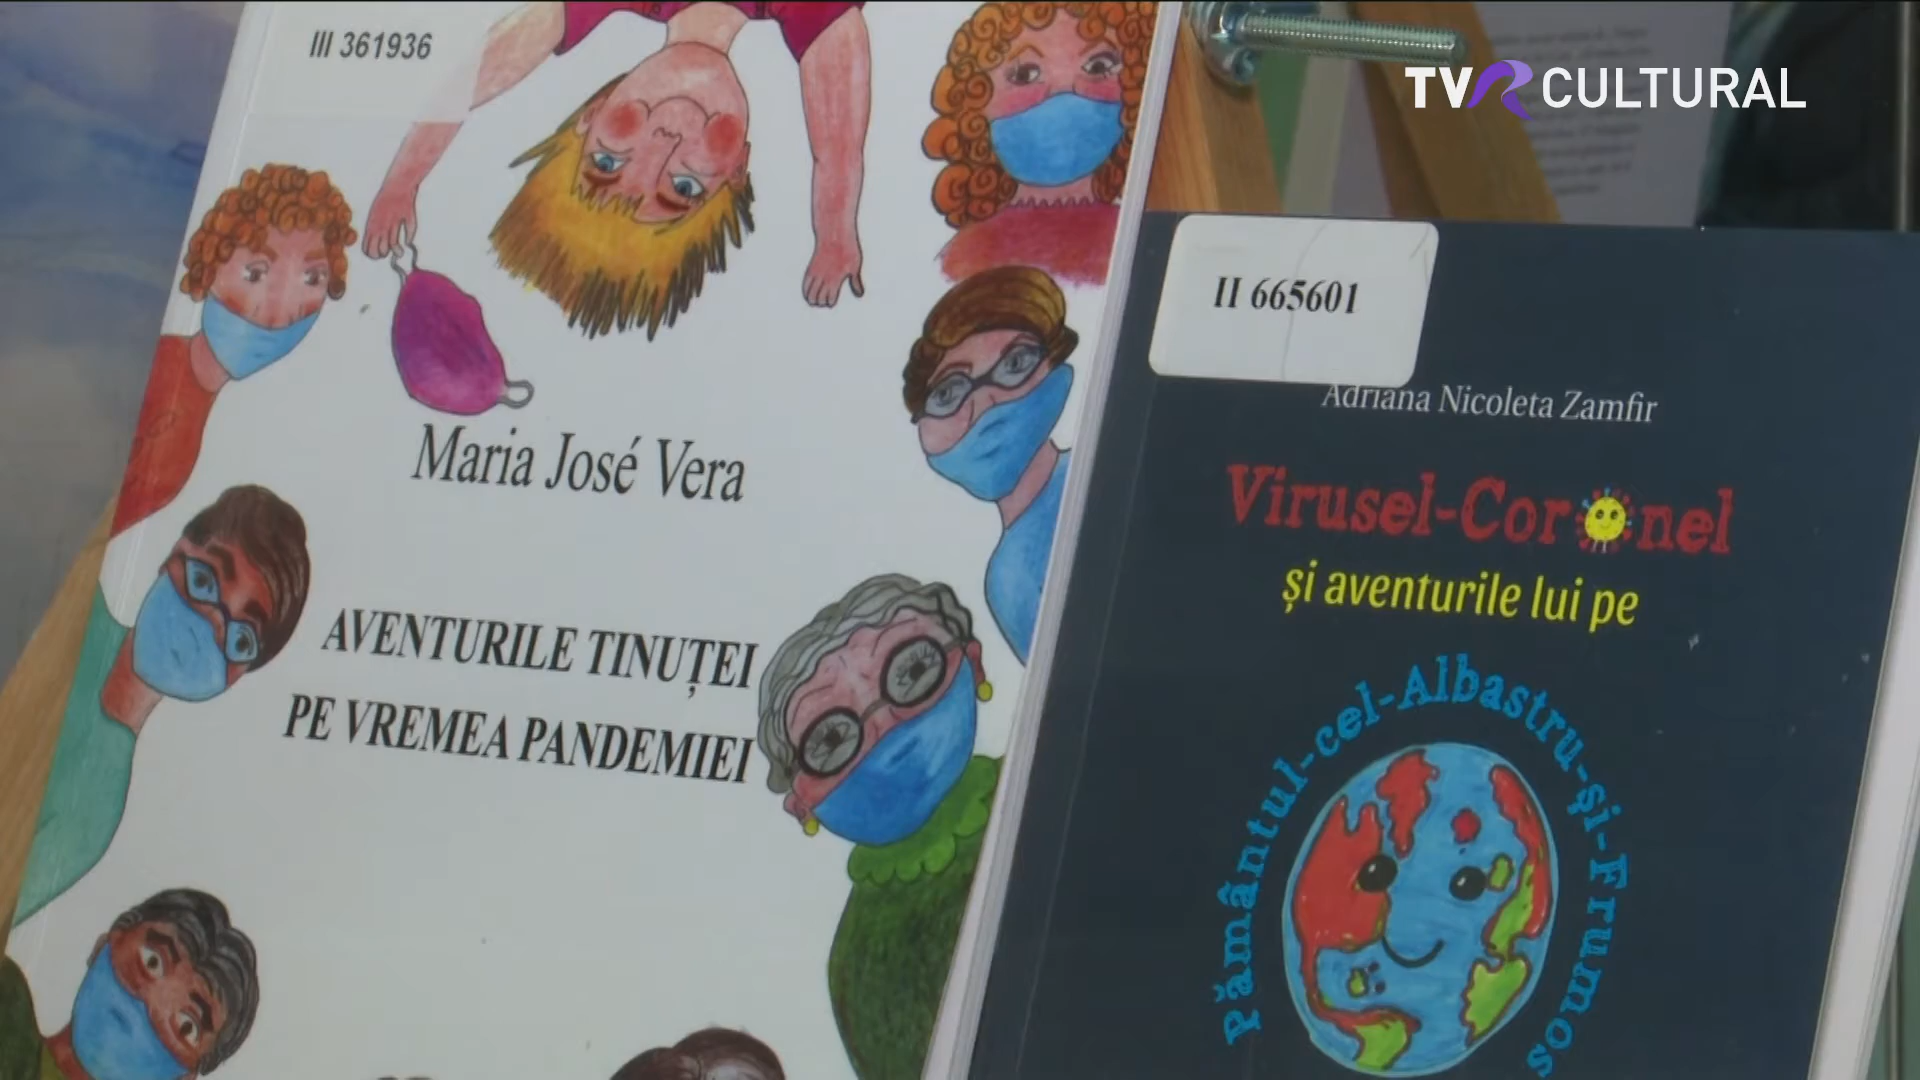 III 361936
TVR CULTURAL
II 665601
Maria José Vera
AVENTURILE TINUȚEI
PE VREMEA PANDEMIEI
Adriana Nicoleta Zamfir
Virusel-Coronel
și aventurile lui pe
Pământul-cel-Albastru-și-Frumos